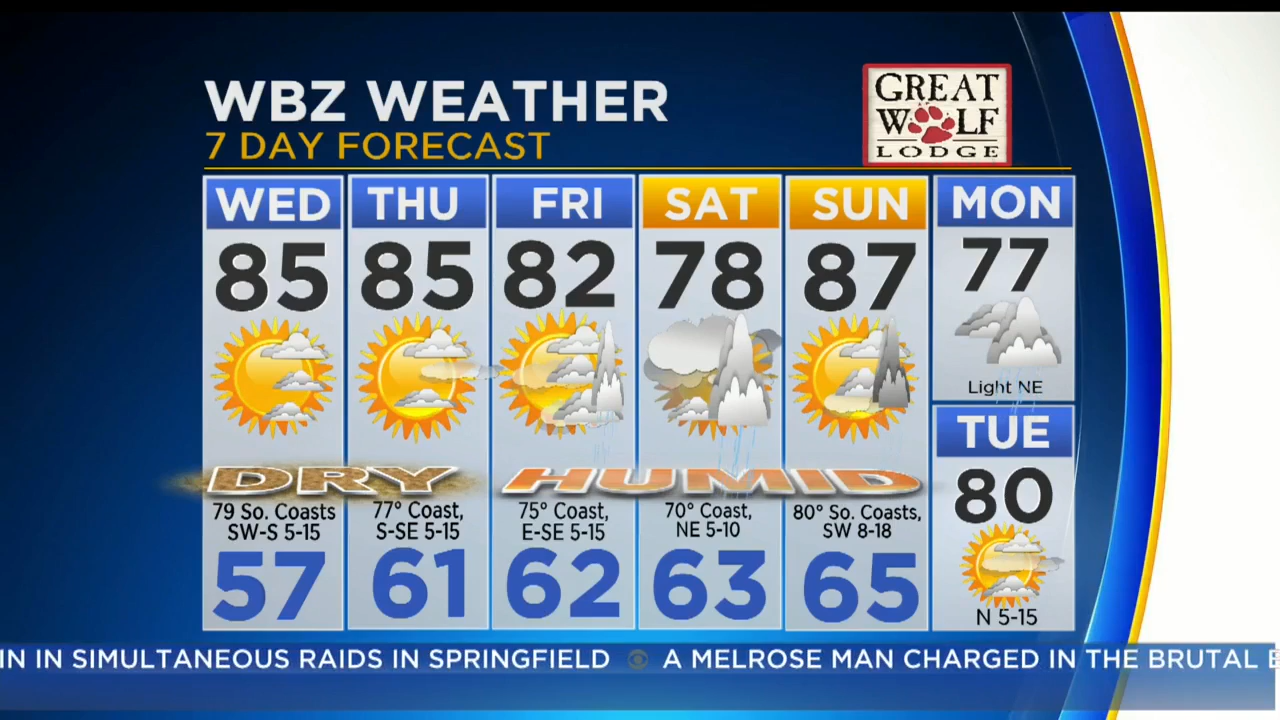 WBZ WEATHER
7 DAY FORECAST
GREAT
WOLF
LODGE
WED
85
DRY
79 So. Coasts
SW-S 5-15
57
THU
85
77° Coast,
S-SE 5-15
61
FRI
82
HUMID
75° Coast,
E-SE 5-15
62
SAT
78
70° Coast,
NE 5-10
63
SUN
87
80° So. Coasts,
SW 8-18
65
MON
77
Light NE
TUE
80
N 5-15
IN IN SIMULTANEOUS RAIDS IN SPRINGFIELD A MELROSE MAN CHARGED IN THE BRUTAL